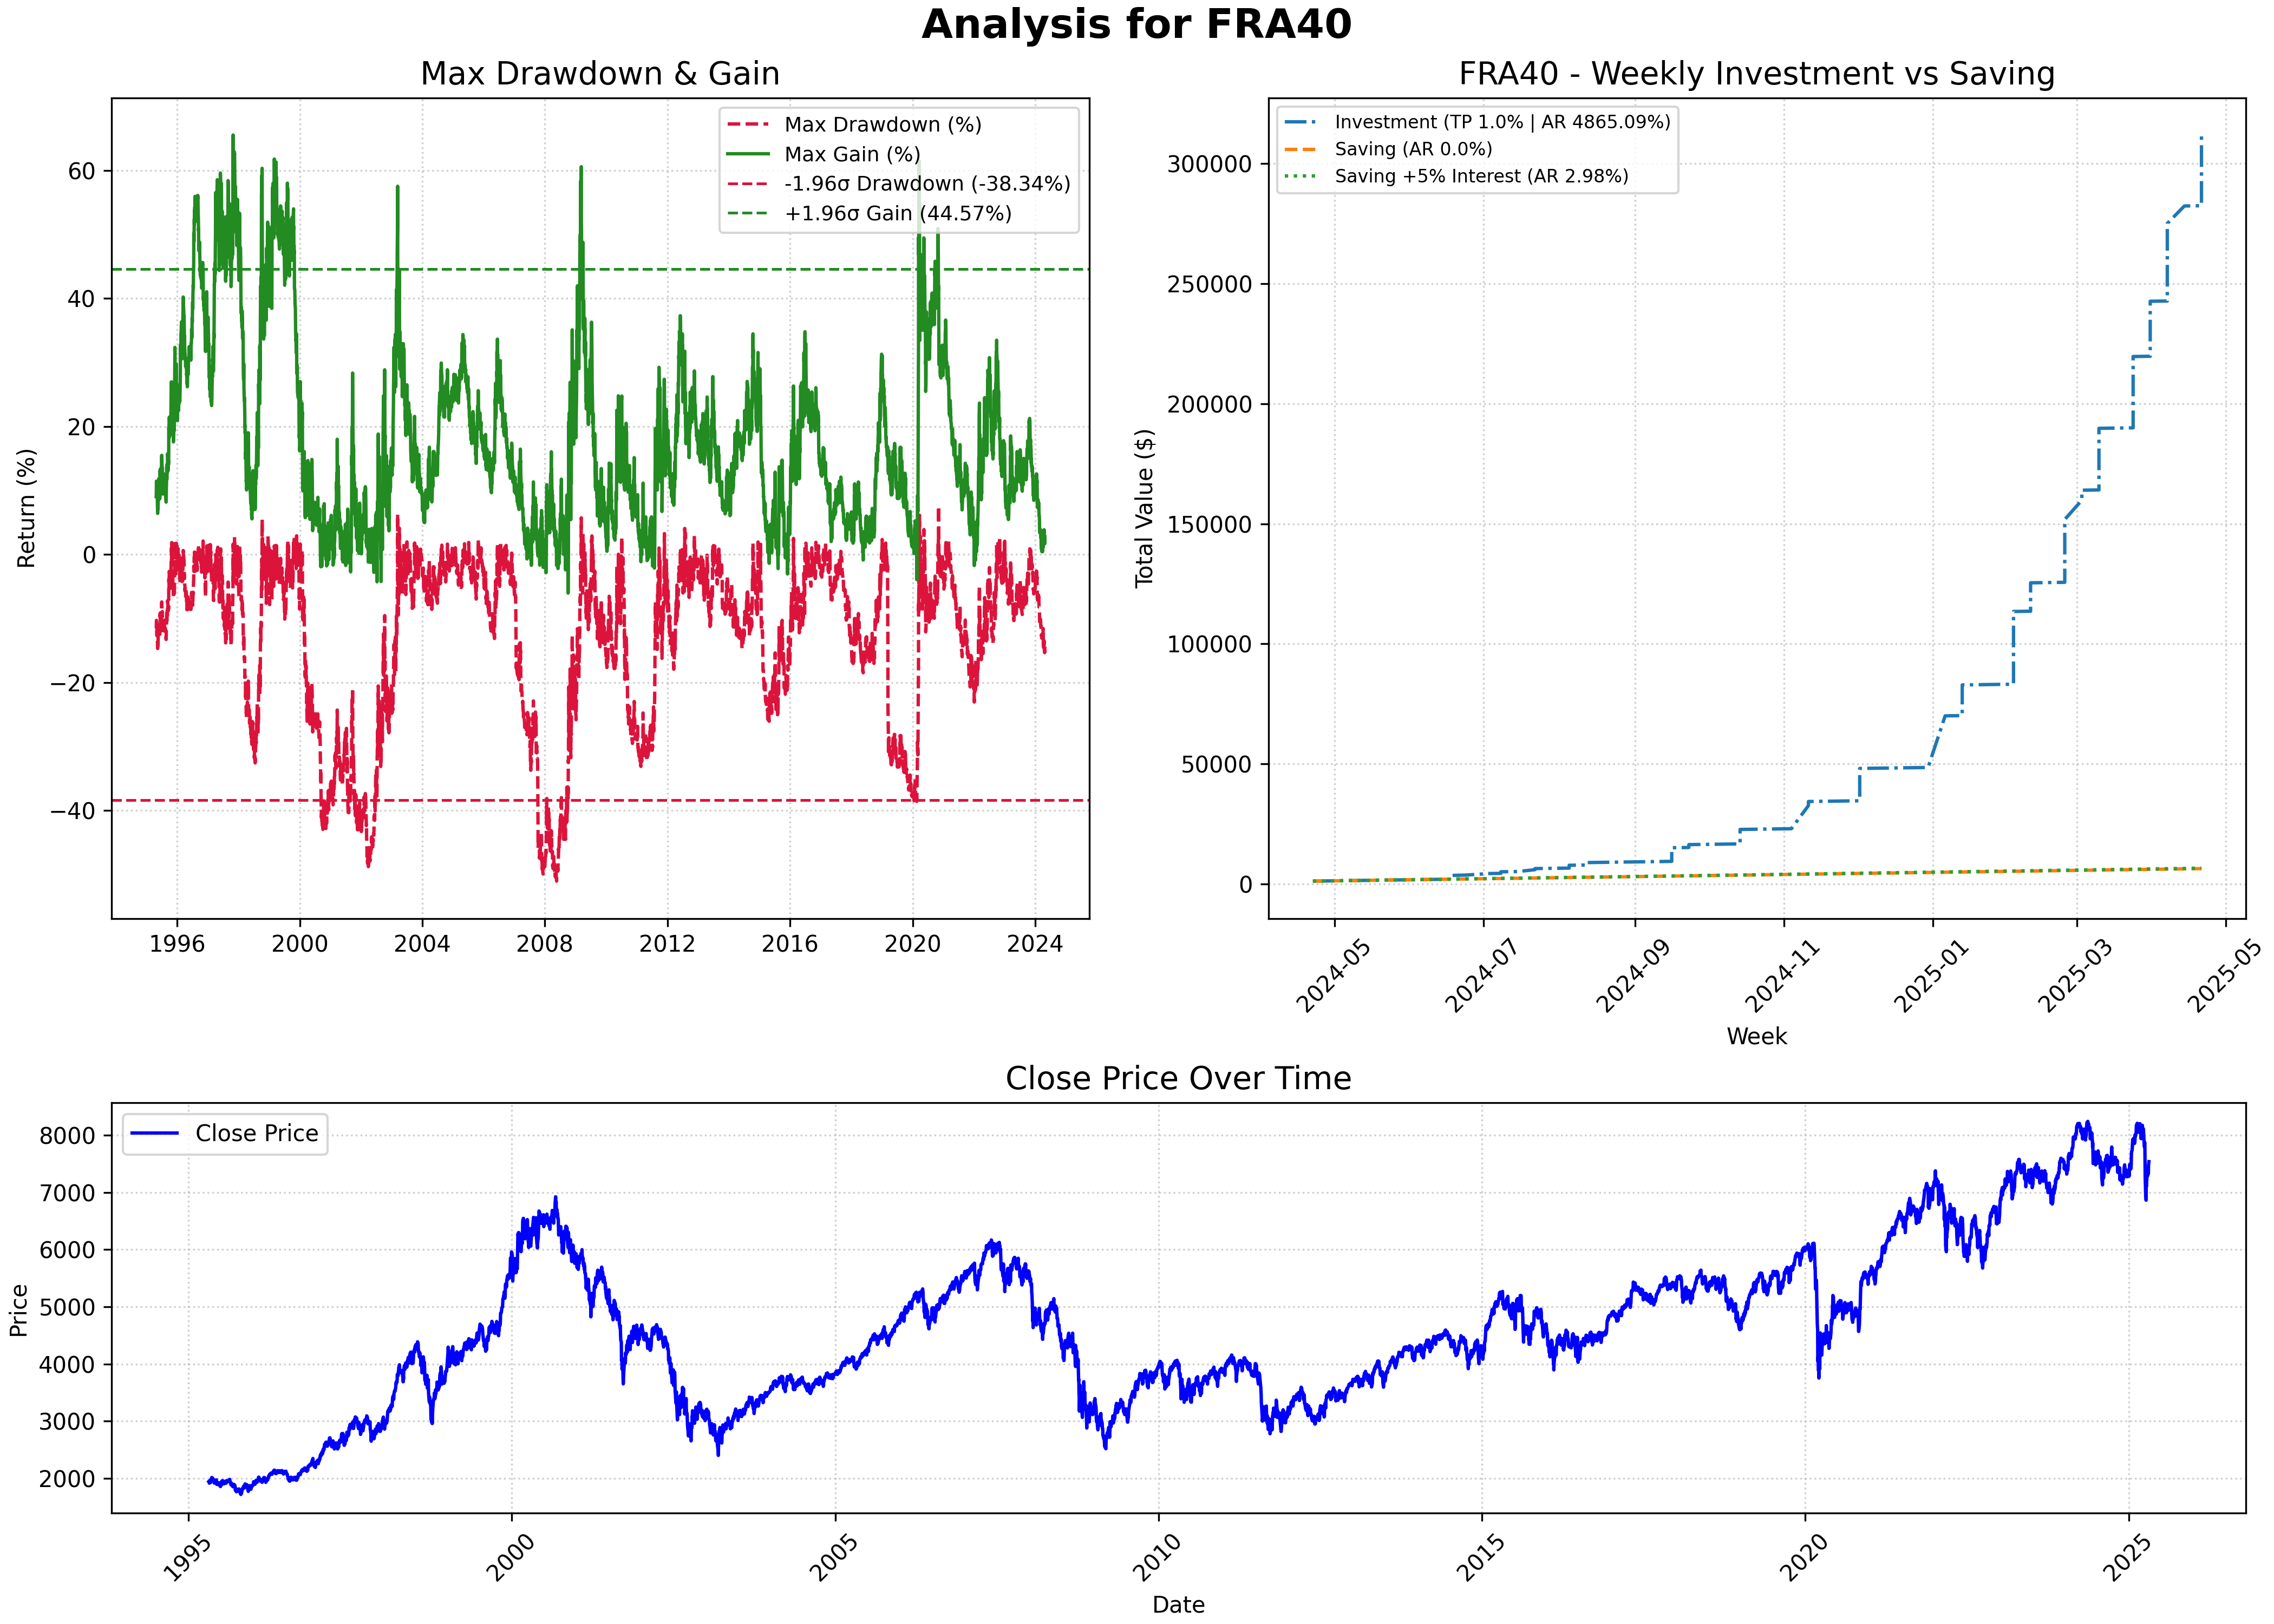 Analysis for FRA40
Max Drawdown & Gain
Max Drawdown (%)
Max Gain (%)
-1.96σ Drawdown (-38.34%)
+1.96σ Gain (44.57%)
Return (%)
60
40
20
0
−20
−40
1996 2000 2004 2008 2012 2016 2020 2024
FRA40 - Weekly Investment vs Saving
Investment (TP 1.0% | AR 4865.09%)
Saving (AR 0.0%)
Saving +5% Interest (AR 2.98%)
Total Value ($)
300000
250000
200000
150000
100000
50000
0
2024-05 2024-07 2024-09 2024-11 2025-01 2025-03 2025-05
Week
Close Price Over Time
Close Price
Price
8000
7000
6000
5000
4000
3000
2000
1995 2000 2005 2010 2015 2020 2025
Date